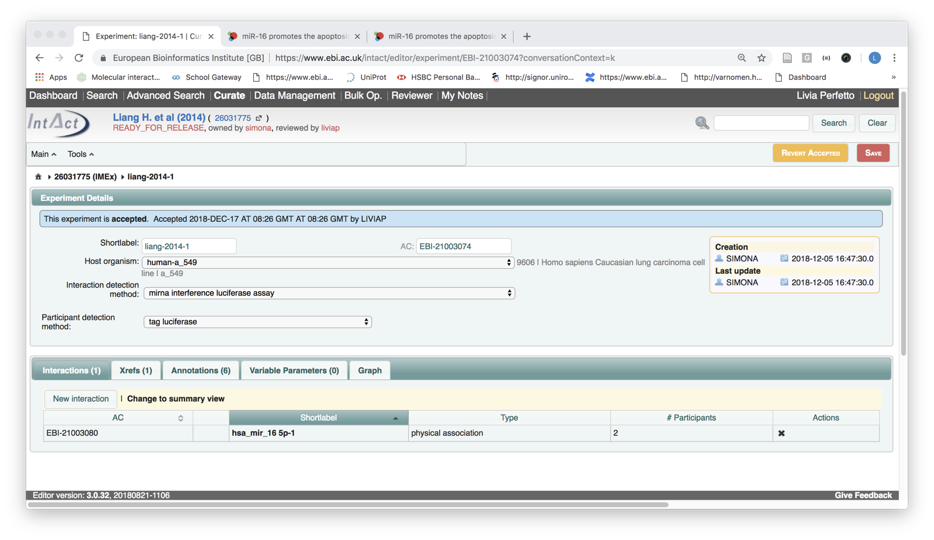 Experiment: liang-2014-1 | Cur
miR-16 promotes the apoptosis
miR-16 promotes the apoptosis
European Bioinformatics Institute [GB] | https://www.ebi.ac.uk/intact/editor/experiment/EBI-21003074?conversationContext=k
Apps Molecular interact... School Gateway https://www.ebi.a... UniProt HSBC Personal Ba... http://signor.uniro... https://www.ebi.a... http://varnomen.h... Dashboard »
Dashboard | Search | Advanced Search | Curate | Data Management | Bulk Op. | Reviewer | My Notes | Livia Perfetto | Logout
IntAct
Liang H. et al (2014) ( 26031775 )
READY_FOR_RELEASE, owned by simona, reviewed by liviap
Search Clear
Main Tools
REVERT ACCEPTED SAVE
26031775 (IMEx) liang-2014-1
Experiment Details
This experiment is accepted. Accepted 2018-DEC-17 AT 08:26 GMT AT 08:26 GMT by LIVIAP
Shortlabel: liang-2014-1 AC: EBI-21003074
Host organism: human-a_549 9606 | Homo sapiens Caucasian lung carcinoma cell
line | a_549
Interaction detection
method: mirna interference luciferase assay
Participant detection
method: tag luciferase
Creation
SIMONA 2018-12-05 16:47:30.0
Last update
SIMONA 2018-12-05 16:47:30.0
Interactions (1) Xrefs (1) Annotations (6) Variable Parameters (0) Graph
New interaction | Change to summary view
AC Shortlabel Type # Participants Actions
EBI-21003080 hsa_mir_16 5p-1 physical association 2
Editor version: 3.0.32, 20180821-1106 Give Feedback